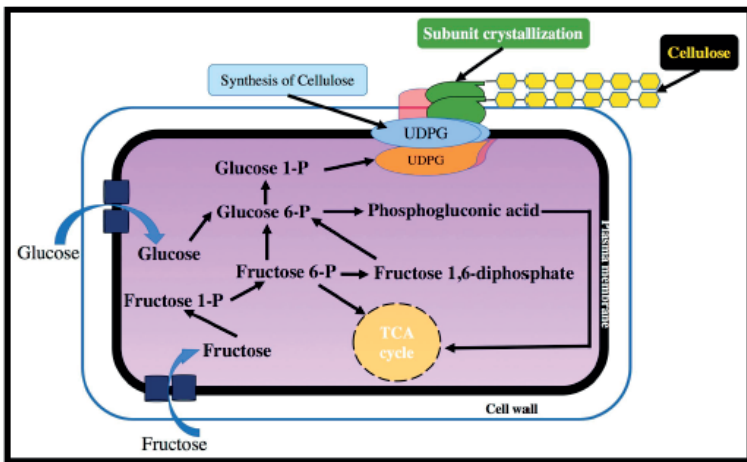 Subunit crystallization
Cellulose
Synthesis of Cellulose
UDPG
UDPG
Glucose 1-P
Glucose 6-P
Phosphogluconic acid
Glucose
Glucose
Fructose 6-P
Fructose 1,6-diphosphate
Fructose 1-P
TCA
cycle
Fructose
Plasma membrane
Cell wall
Fructose